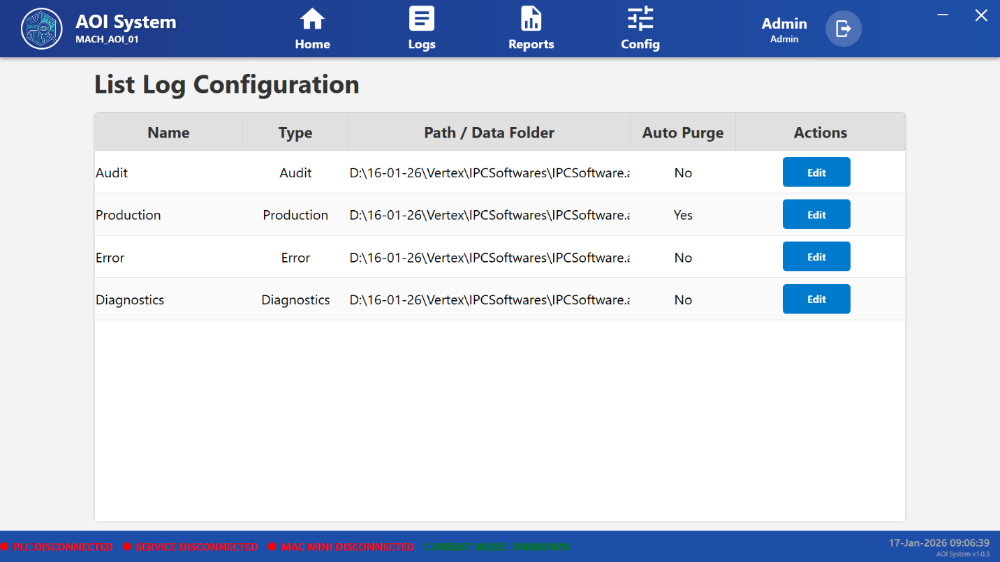 AOI System
MACH_AOI_01
Home
Logs
Reports
Config
Admin
Admin
List Log Configuration
Name Type Path / Data Folder Auto Purge Actions
Audit Audit D:\16-01-26\Vertex\IPCSoftwares\IPCSoftware.a No Edit
Production Production D:\16-01-26\Vertex\IPCSoftwares\IPCSoftware.a Yes Edit
Error Error D:\16-01-26\Vertex\IPCSoftwares\IPCSoftware.a No Edit
Diagnostics Diagnostics D:\16-01-26\Vertex\IPCSoftwares\IPCSoftware.a No Edit
PLC DISCONNECTED SERVICE DISCONNECTED MAC MINI DISCONNECTED CURRENT MODE: UNKNOWN
17-Jan-2026 09:06:39
AOI System v1.0.3